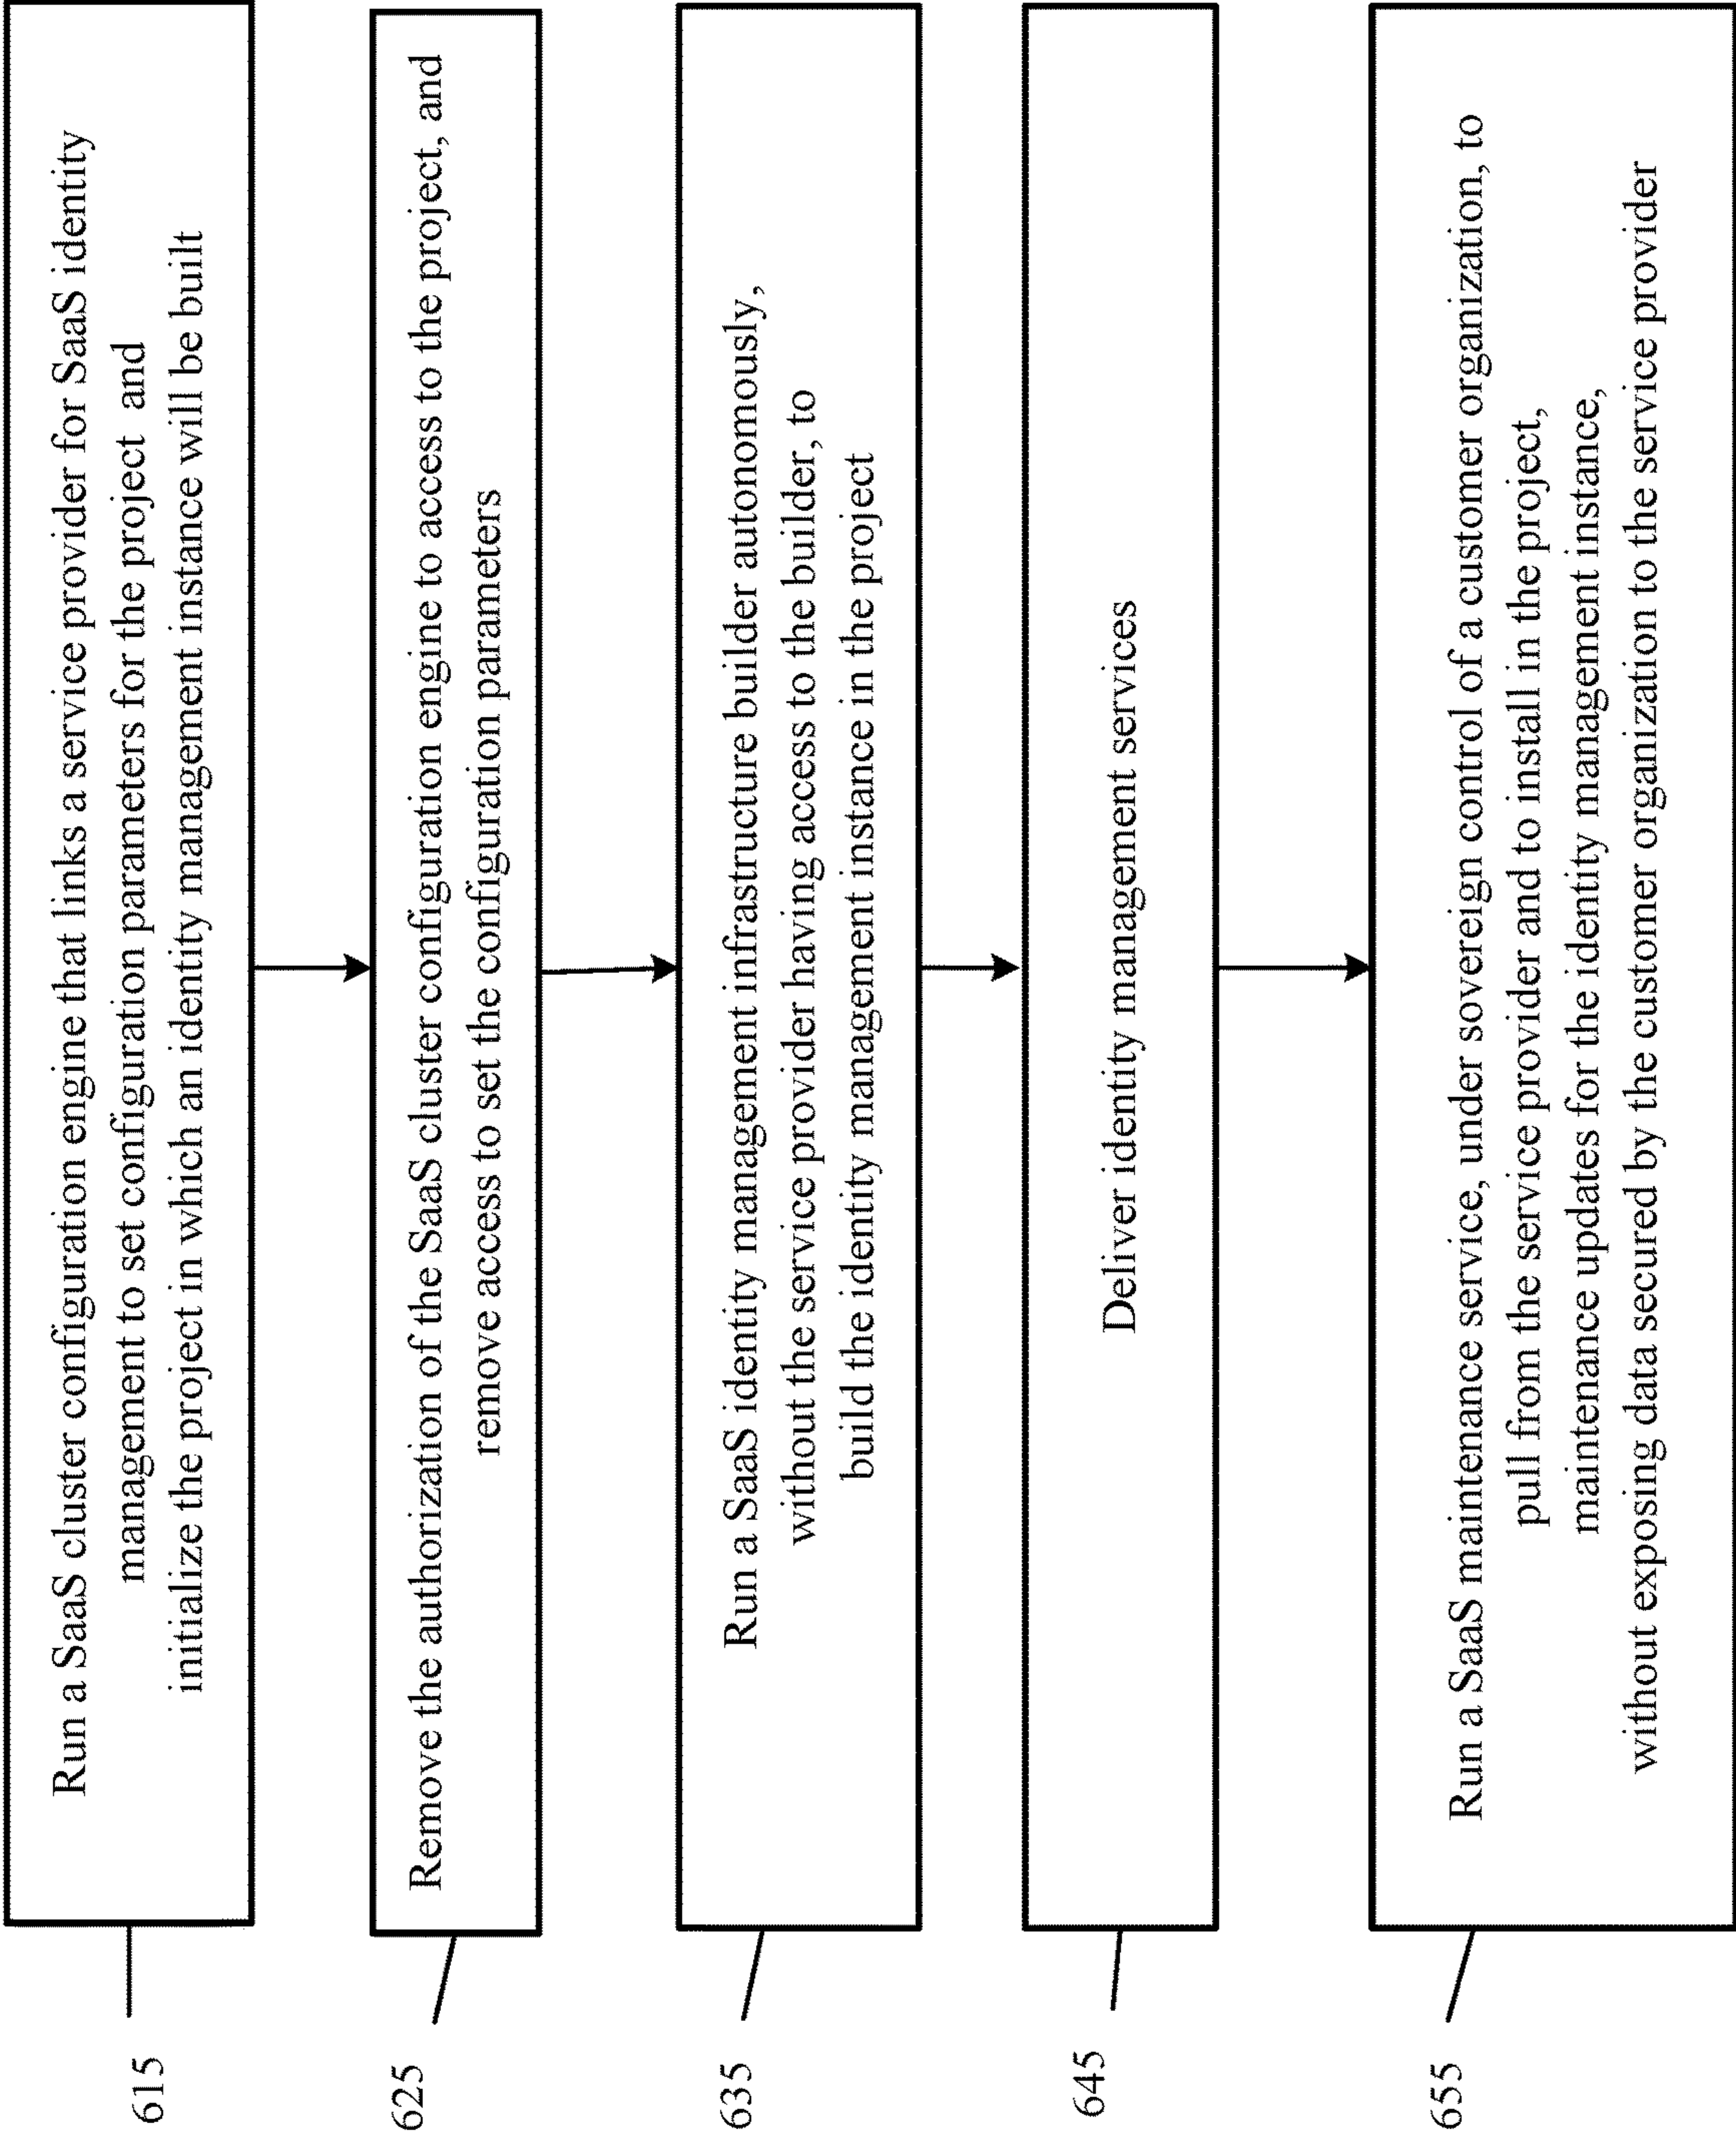 615
Run a SaaS cluster configuration engine that links a service provider for SaaS identity
management to set configuration parameters for the project and
initialize the project in which an identity management instance will be built
625
Remove the authorization of the SaaS cluster configuration engine to access to the project, and
remove access to set the configuration parameters
635
Run a SaaS identity management infrastructure builder autonomously,
without the service provider having access to the builder, to
build the identity management instance in the project
645
Deliver identity management services
655
Run a SaaS maintenance service, under sovereign control of a customer organization, to
pull from the service provider and to install in the project,
maintenance updates for the identity management instance,
without exposing data secured by the customer organization to the service provider